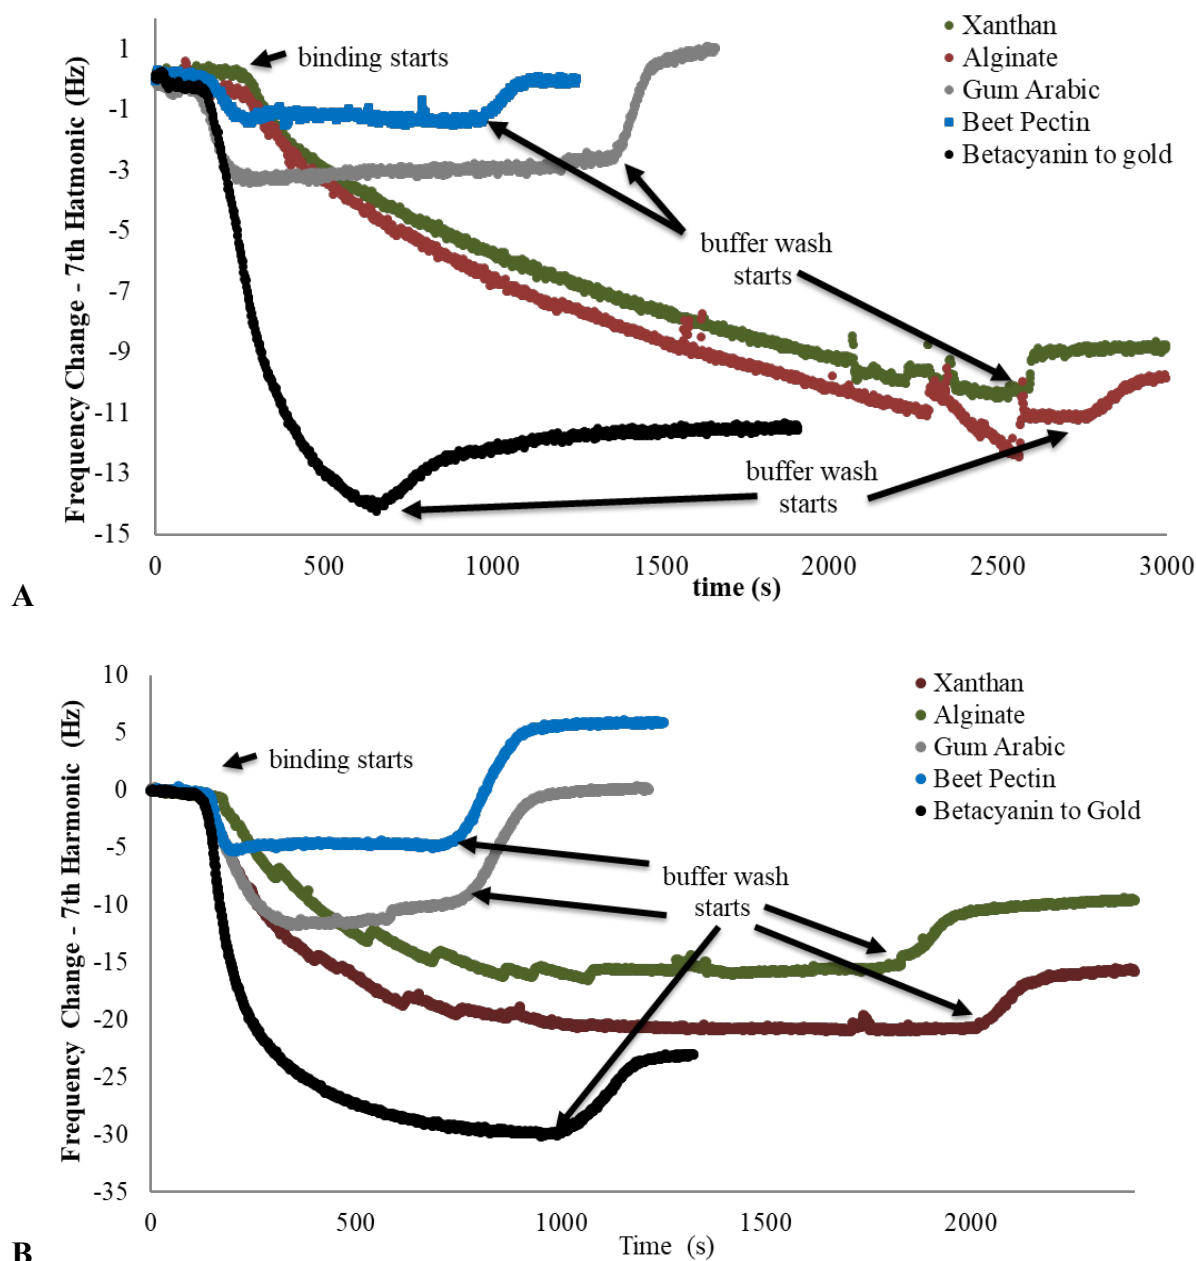 Frequency Change - 7th Hatmonic (Hz)
1
-1
-3
-5
-7
-9
-11
-13
-15
binding starts
Xanthan
Alginate
Gum Arabic
Beet Pectin
Betacyanin to gold
buffer wash
starts
buffer wash
starts
0
500
1000
1500
2000
2500
3000
time (s)
A
Frequency Change - 7th Harmonic (Hz)
10
5
0
-5
-10
-15
-20
-25
-30
-35
binding starts
Xanthan
Alginate
Gum Arabic
Beet Pectin
Betacyanin to Gold
buffer wash
starts
0
500
1000
1500
2000
Time (s)
B